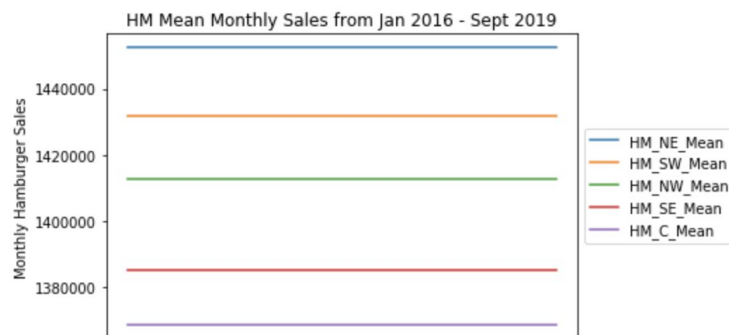 HM Mean Monthly Sales from Jan 2016 - Sept 2019
Monthly Hamburger Sales
1440000
1420000
1400000
1380000
HM_NE_Mean
HM_SW_Mean
HM_NW_Mean
HM_SE_Mean
HM_C_Mean